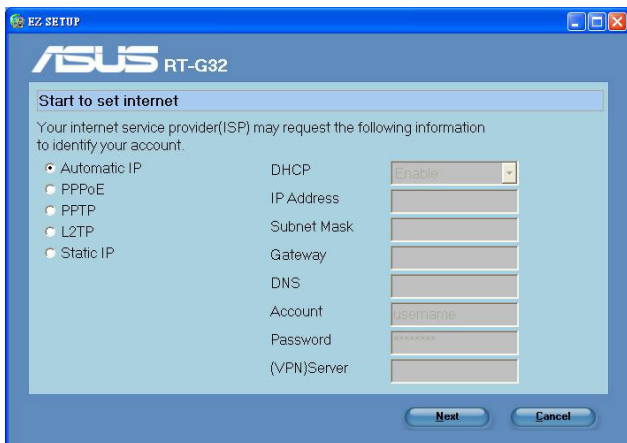 EZ SETUP
ASUS RT-G32
Start to set internet
Your internet service provider(ISP) may request the following information
to identify your account.
Automatic IP
PPPoE
PPTP
L2TP
Static IP
DHCP Enable
IP Address
Subnet Mask
Gateway
DNS
Account username
Password ********
(VPN)Server
Next Cancel